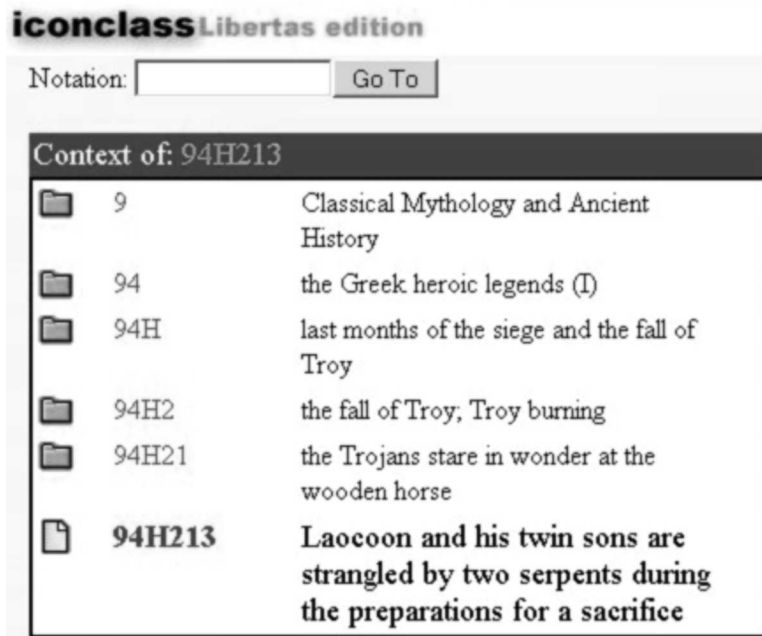 iconclass Libertas edition
Notation: Go To
Context of: 94H213
9 Classical Mythology and Ancient
History
94 the Greek heroic legends (I)
94H last months of the siege and the fall of
Troy
94H2 the fall of Troy; Troy burning
94H21 the Trojans stare in wonder at the
wooden horse
94H213 Laocoon and his twin sons are
strangled by two serpents during
the preparations for a sacrifice